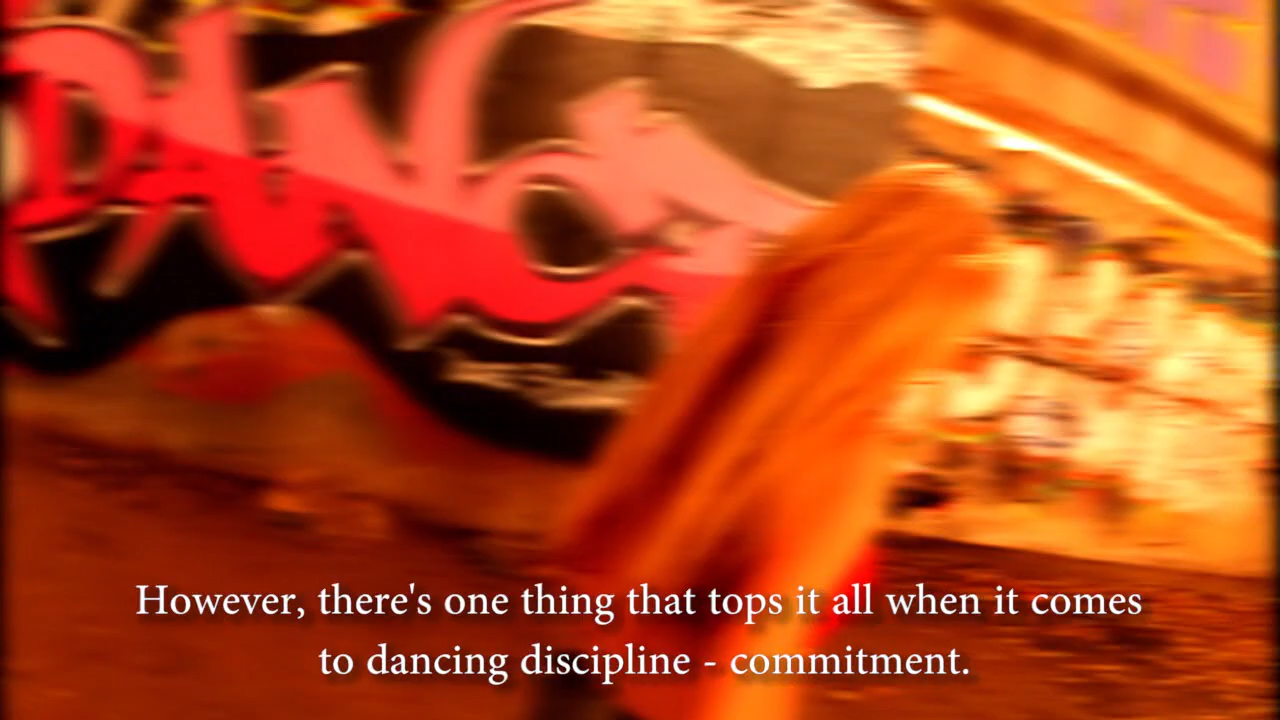 However, there's one thing that tops it all when it comes
to dancing discipline - commitment.